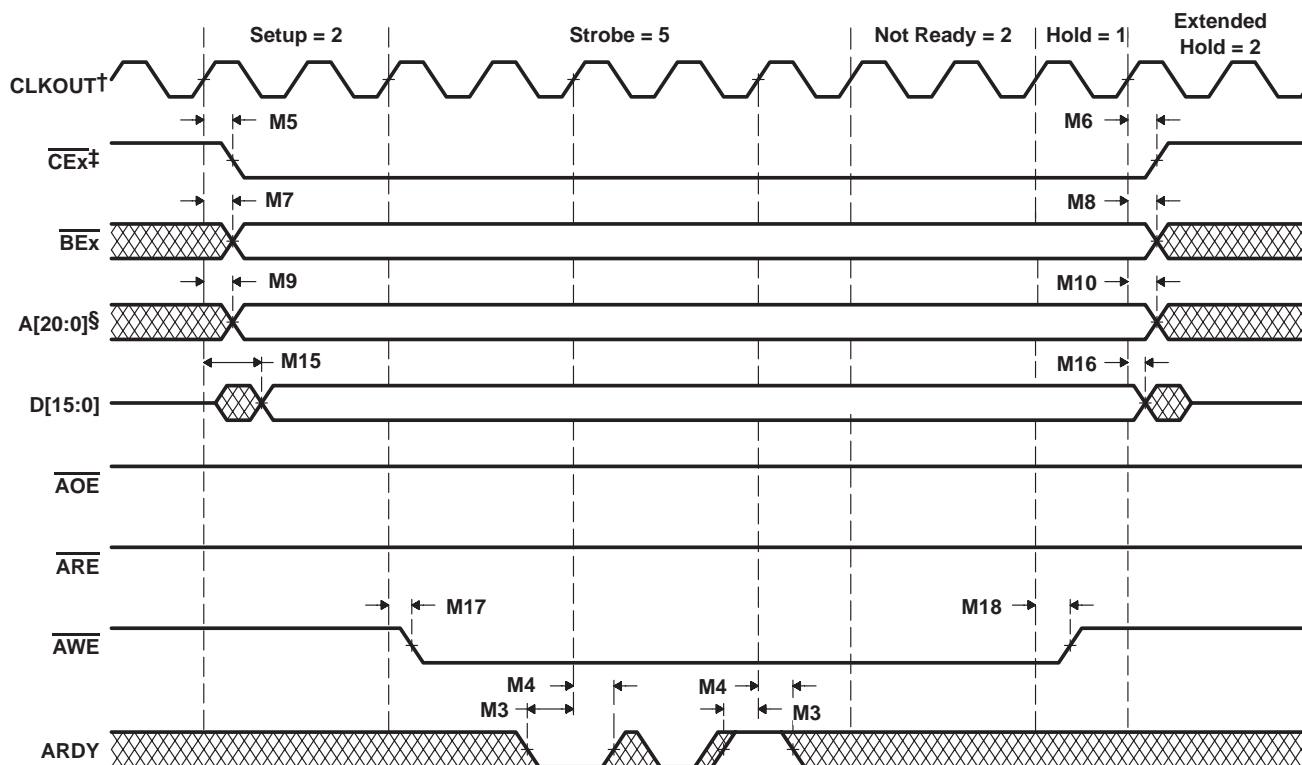 Setup = 2
Strobe = 5
Not Ready = 2
Hold = 1
Extended
Hold = 2
CLKOUT†
M5
M6
CEx‡
M7
M8
BEx
M9
M10
A[20:0]§
M15
M16
D[15:0]
AOE
ARE
M17
M18
AWE
M4
M4
M3
M3
ARDY